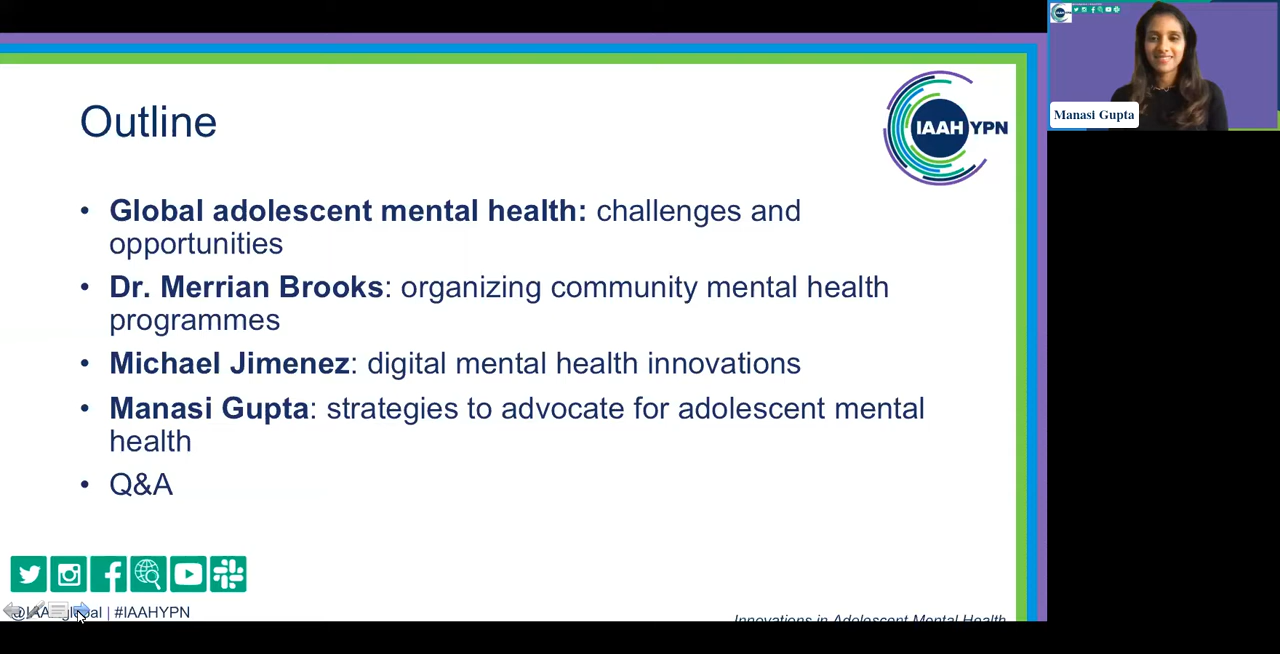 Outline
IAAH YPN
• Global adolescent mental health: challenges and
opportunities
• Dr. Merrian Brooks: organizing community mental health
programmes
• Michael Jimenez: digital mental health innovations
• Manasi Gupta: strategies to advocate for adolescent mental
health
• Q&A
| #IAAHYPN
Innovations in Adolescent Mental Health
Manasi Gupta